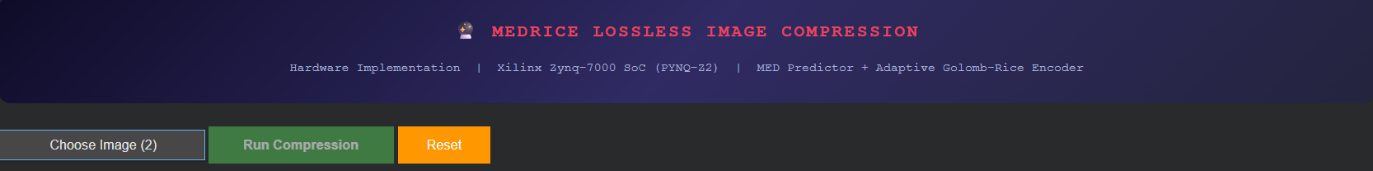 MEDRICE LOSSLESS IMAGE COMPRESSION
Hardware Implementation | Xilinx Zynq-7000 SoC (PYNQ-Z2) | MED Predictor + Adaptive Golomb-Rice Encoder
Choose Image (2) Run Compression Reset